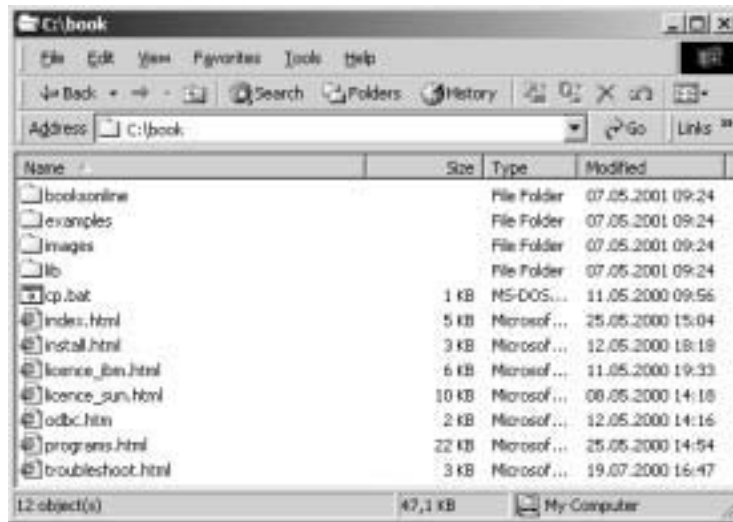 C:\book
File Edit View Favorites Tools Help
Back Search Folders History
Address C:\book Go Links »
Name Size Type Modified
booksonline File Folder 07.05.2001 09:24
examples File Folder 07.05.2001 09:24
images File Folder 07.05.2001 09:24
lib File Folder 07.05.2001 09:24
cp.bat 1 KB MS-DOS... 11.05.2000 09:56
index.html 5 KB Microsof... 25.05.2000 15:04
install.html 3 KB Microsof... 12.05.2000 18:18
licence_ibm.html 6 KB Microsof... 11.05.2000 19:33
licence_sun.html 10 KB Microsof... 08.05.2000 14:18
odbc.htm 2 KB Microsof... 12.05.2000 14:16
programs.html 22 KB Microsof... 25.05.2000 14:54
troubleshoot.html 3 KB Microsof... 19.07.2000 16:47
12 object(s) 47,1 KB My Computer